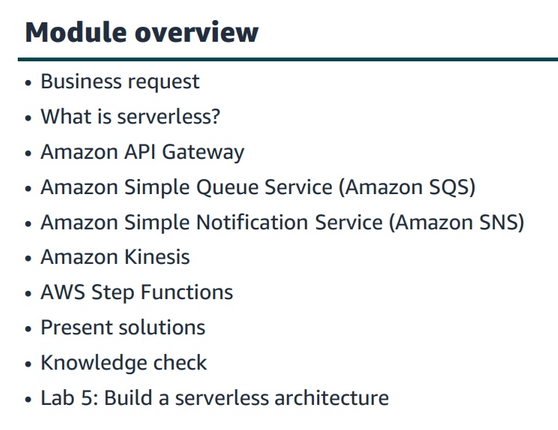 Module overview
• Business request
• What is serverless?
• Amazon API Gateway
• Amazon Simple Queue Service (Amazon SQS)
• Amazon Simple Notification Service (Amazon SNS)
• Amazon Kinesis
• AWS Step Functions
• Present solutions
• Knowledge check
• Lab 5: Build a serverless architecture